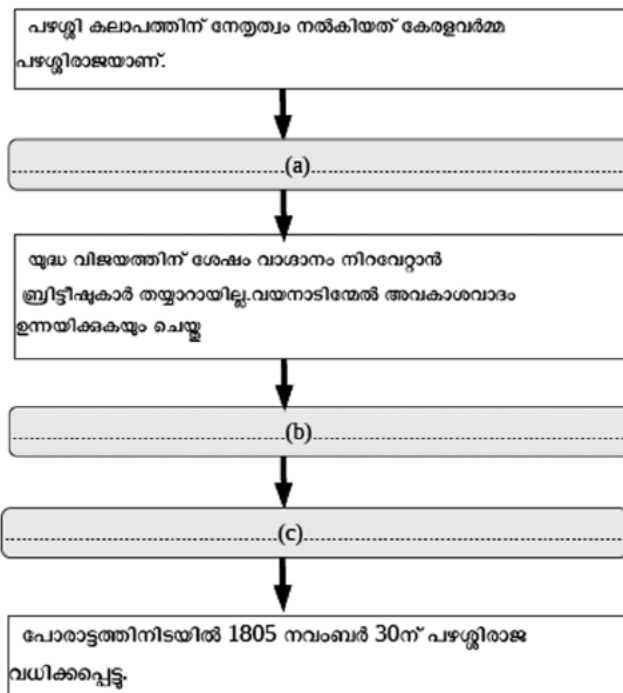 പഴശ്ശി കലാപത്തിന് നേതൃത്വം നൽകിയത് കേരളവർമ്മ
പഴശ്ശിരാജയാണ്.
..............................(a)..............................
യുദ്ധ വിജയത്തിന് ശേഷം വാഗ്ദാനം നിറവേറ്റാൻ
ബ്രിട്ടീഷുകാർ തയ്യാറായില്ല.വയനാടിന്മേൽ അവകാശവാദം
ഉന്നയിക്കുകയും ചെയ്തു
..............................(b)..............................
..............................(c)..............................
പോരാട്ടത്തിനിടയിൽ 1805 നവംബർ 30ന് പഴശ്ശിരാജ
വധിക്കപ്പെട്ടു.